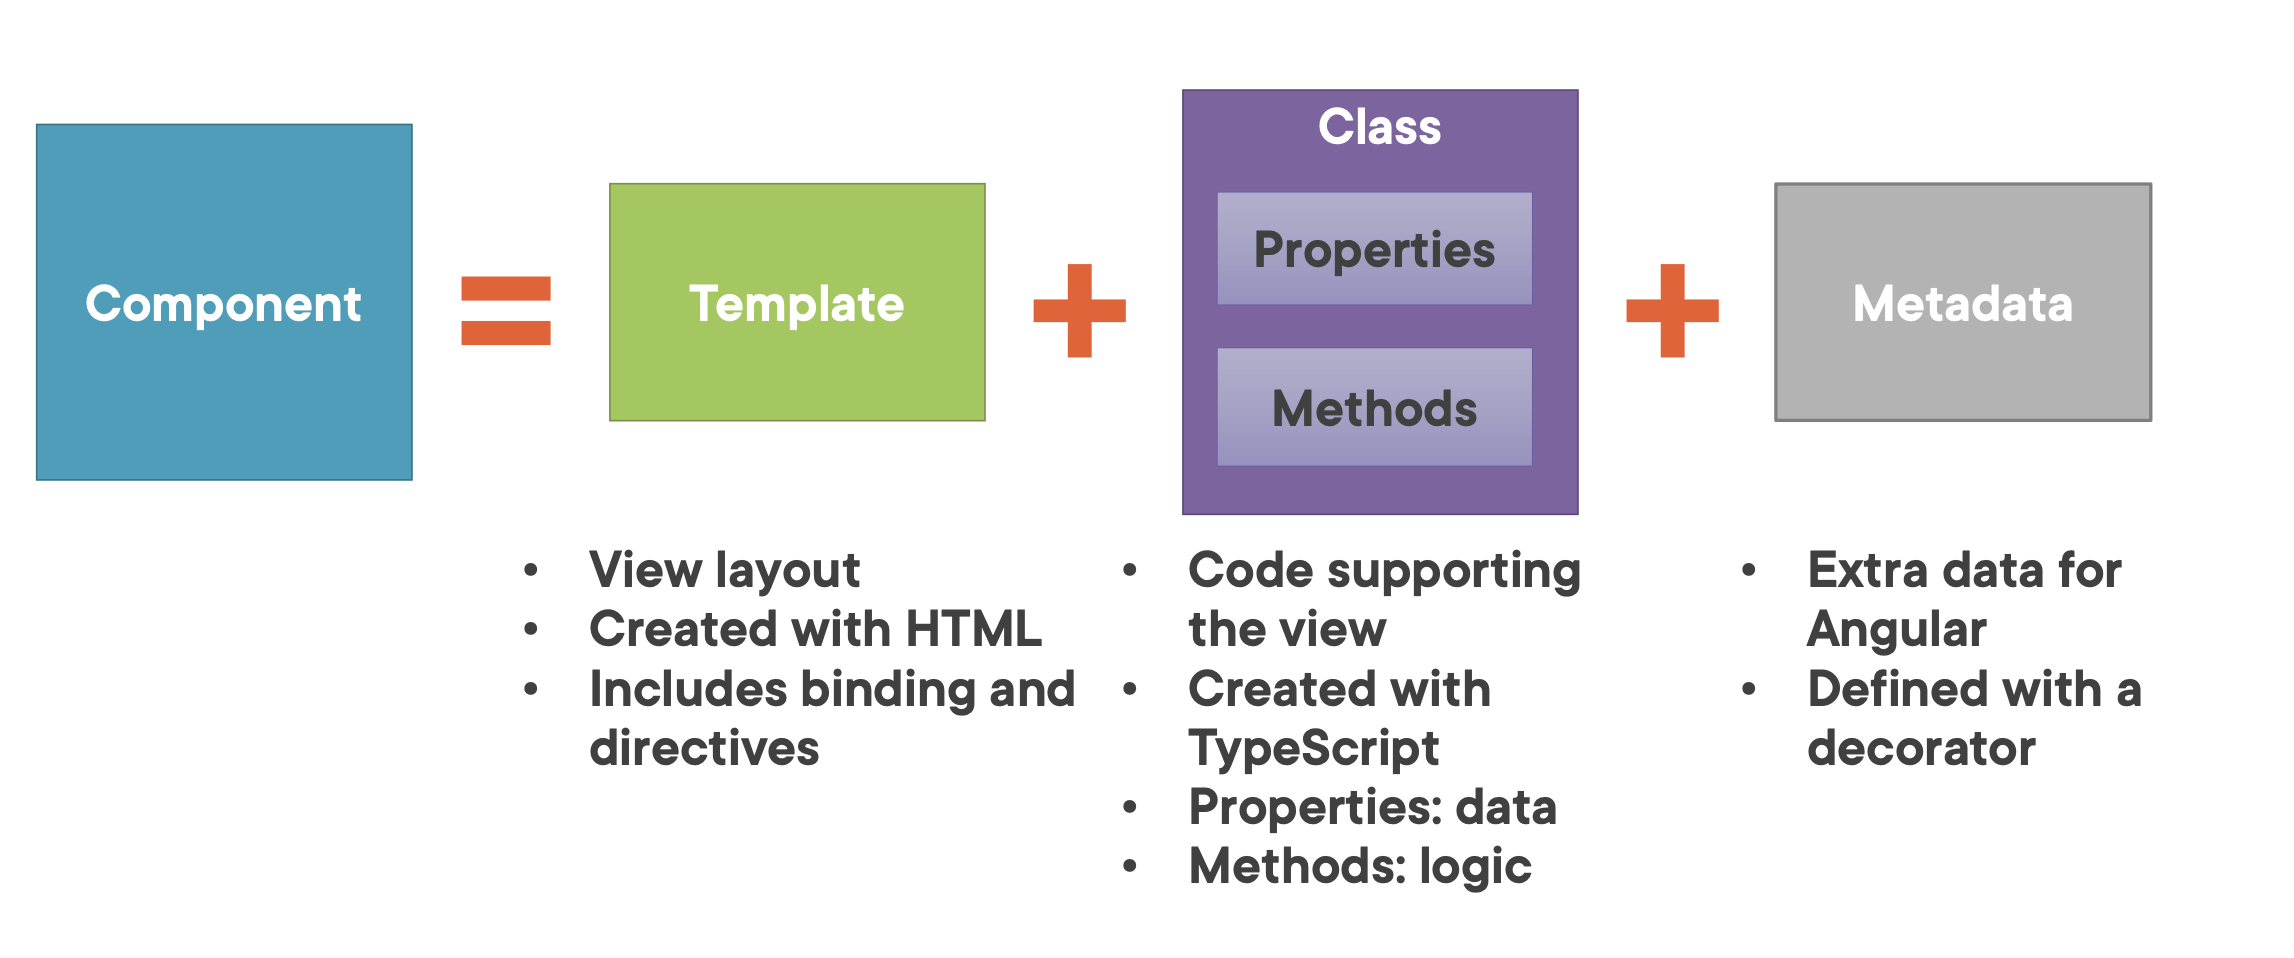 Component
=
Template
+
Class
Properties
Methods
+
Metadata
• View layout
• Created with HTML
• Includes binding and
directives
• Code supporting
the view
• Created with
TypeScript
• Properties: data
• Methods: logic
• Extra data for
Angular
• Defined with a
decorator